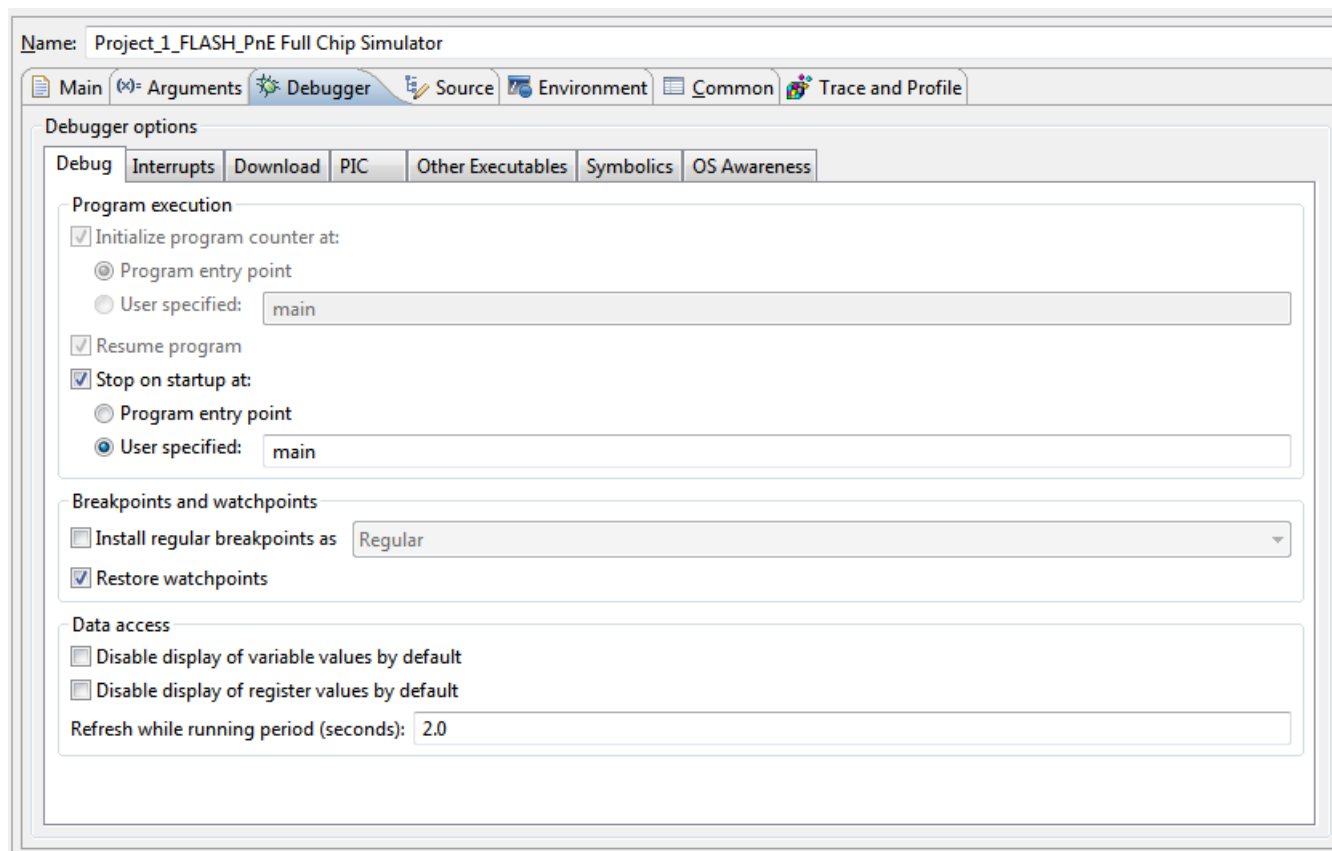 Name: Project_1_FLASH_PnE Full Chip Simulator
Main (x)= Arguments Debugger Source Environment Common Trace and Profile
Debugger options
Debug Interrupts Download PIC Other Executables Symbolics OS Awareness
Program execution
Initialize program counter at:
Program entry point
User specified: main
Resume program
Stop on startup at:
Program entry point
User specified: main
Breakpoints and watchpoints
Install regular breakpoints as Regular
Restore watchpoints
Data access
Disable display of variable values by default
Disable display of register values by default
Refresh while running period (seconds): 2.0